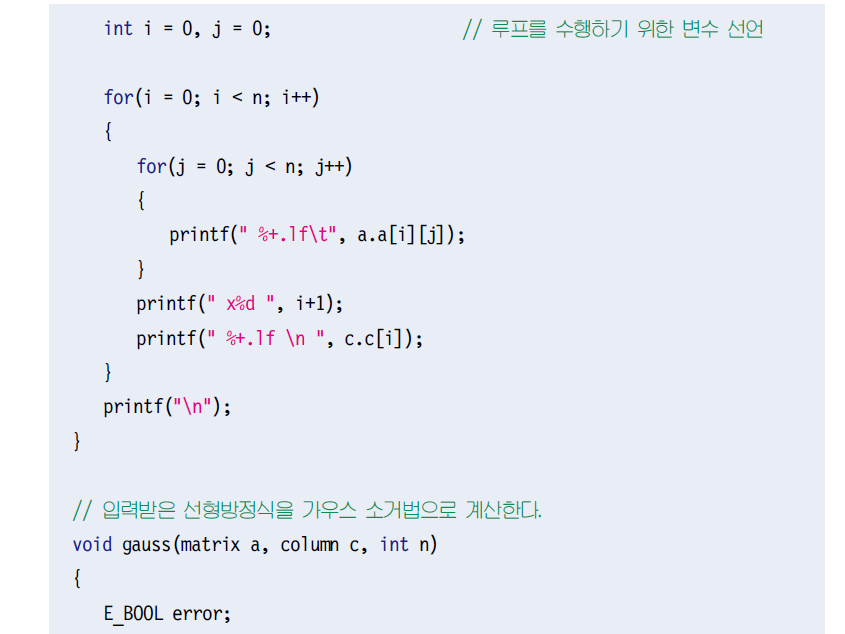 int i = 0, j = 0; // 루프를 수행하기 위한 변수 선언
for(i = 0; i < n; i++)
{
for(j = 0; j < n; j++)
{
printf(" %+.lf\t", a.a[i][j]);
}
printf(" x%d ", i+1);
printf(" %+.lf \n ", c.c[i]);
}
printf("\n");
}
// 입력받은 선형방정식을 가우스 소거법으로 계산한다.
void gauss(matrix a, column c, int n)
{
E_BOOL error;